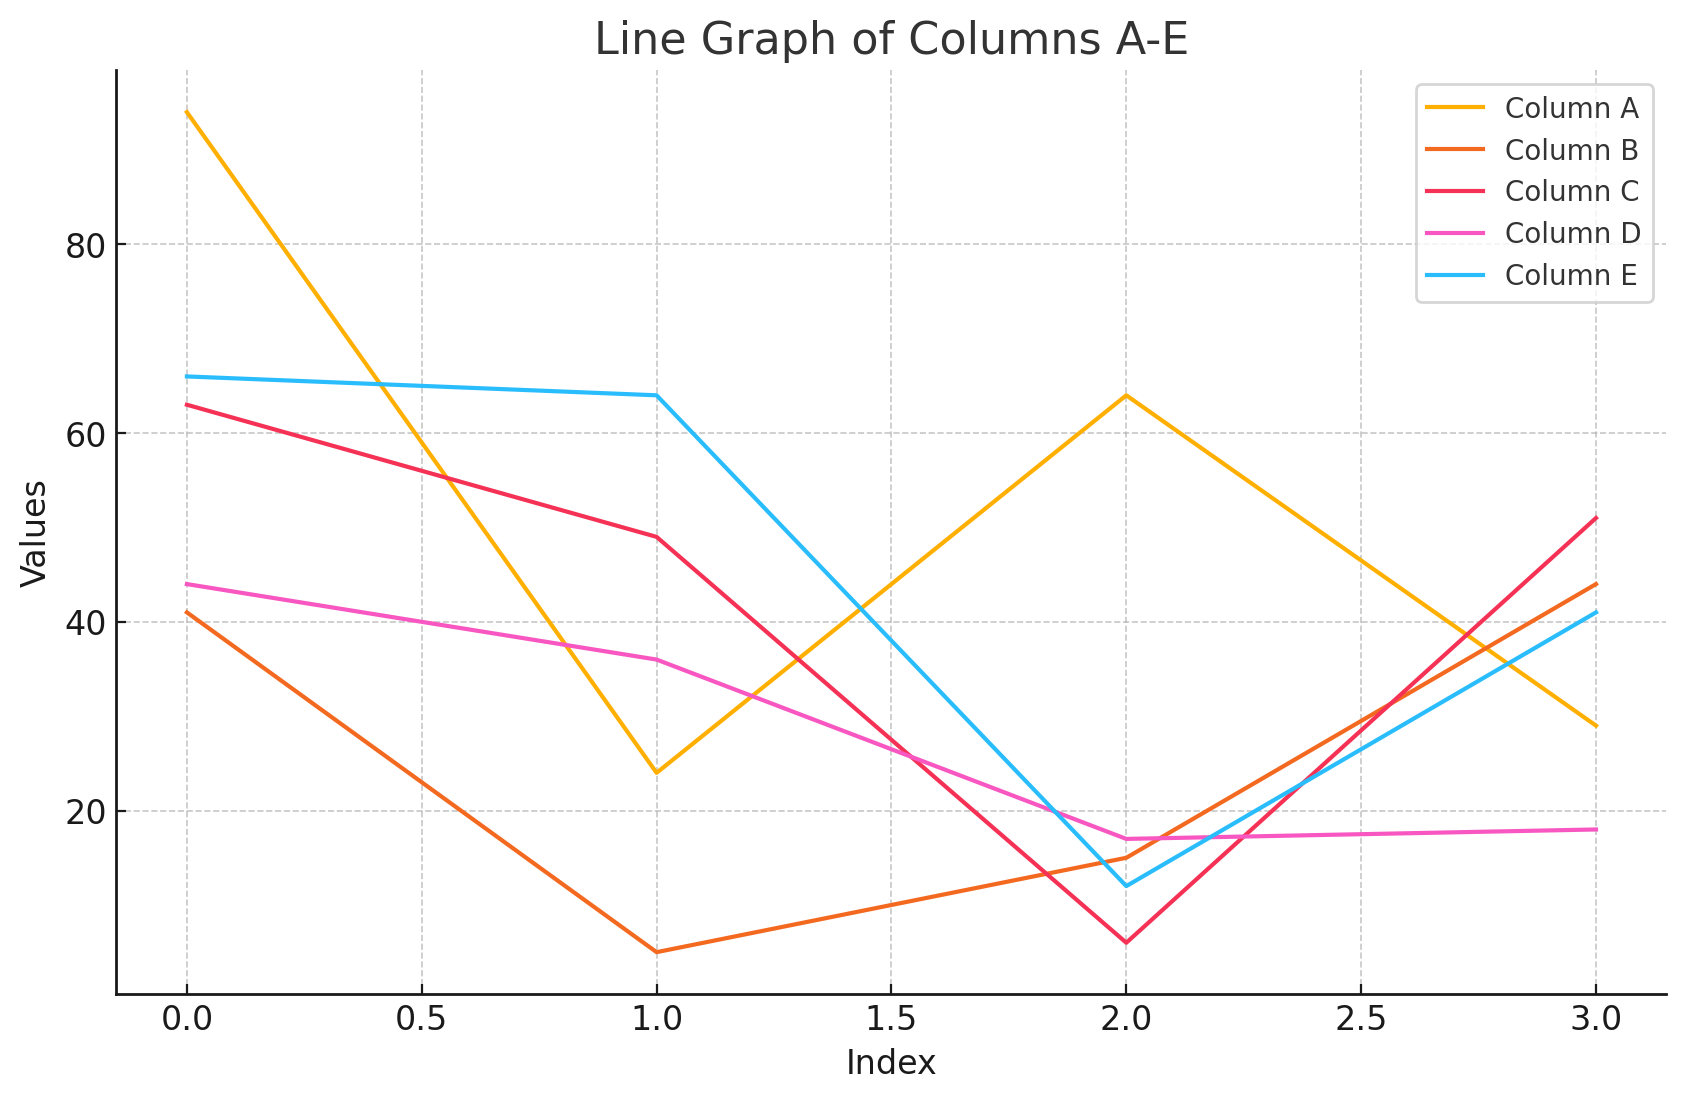 Line Graph of Columns A-E
Column A
Column B
Column C
Column D
Column E
80
60
40
20
Values
0.0 0.5 1.0 1.5 2.0 2.5 3.0
Index